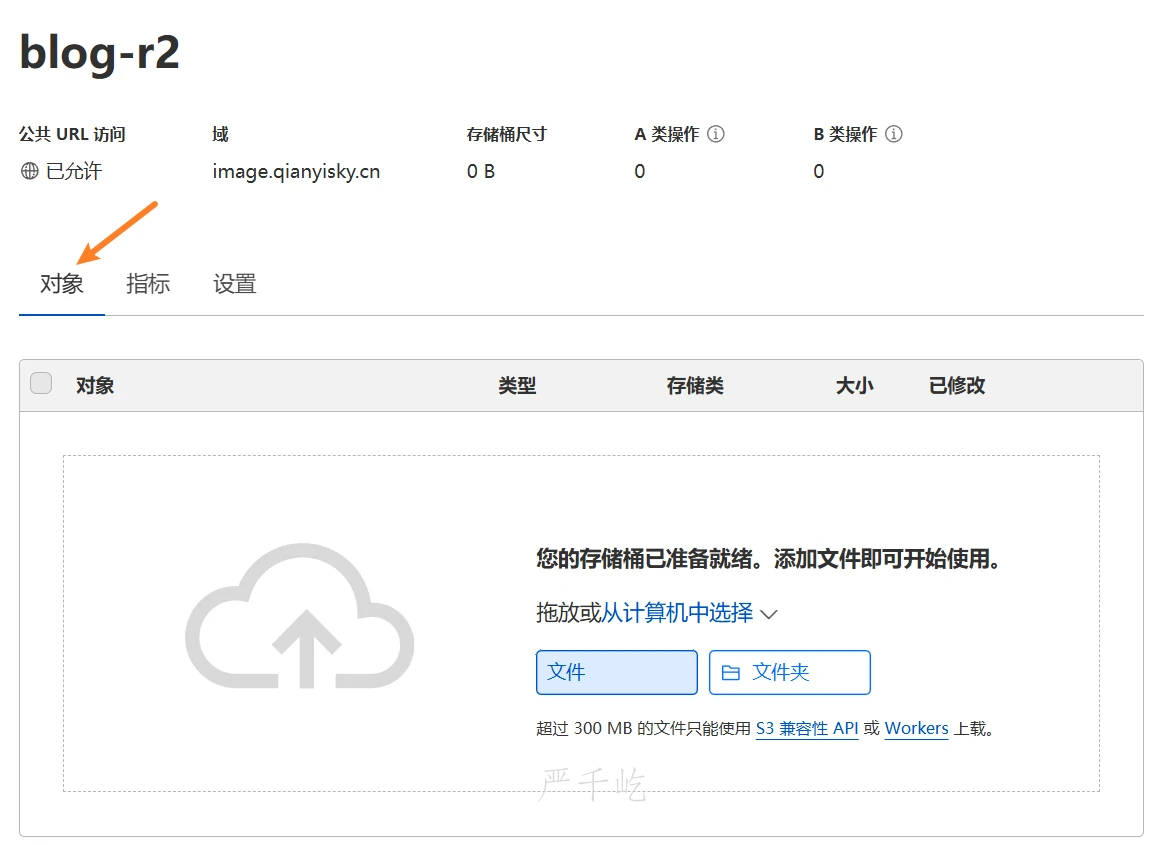 blog-r2
公共 URL 访问 域 存储桶尺寸 A 类操作 B 类操作
已允许 image.qianyisky.cn 0 B 0 0
对象 指标 设置
对象 类型 存储类 大小 已修改
您的存储桶已准备就绪。添加文件即可开始使用。
拖放或从计算机中选择
文件 文件夹
超过 300 MB 的文件只能使用 S3 兼容性 API 或 Workers 上载。
严千屹